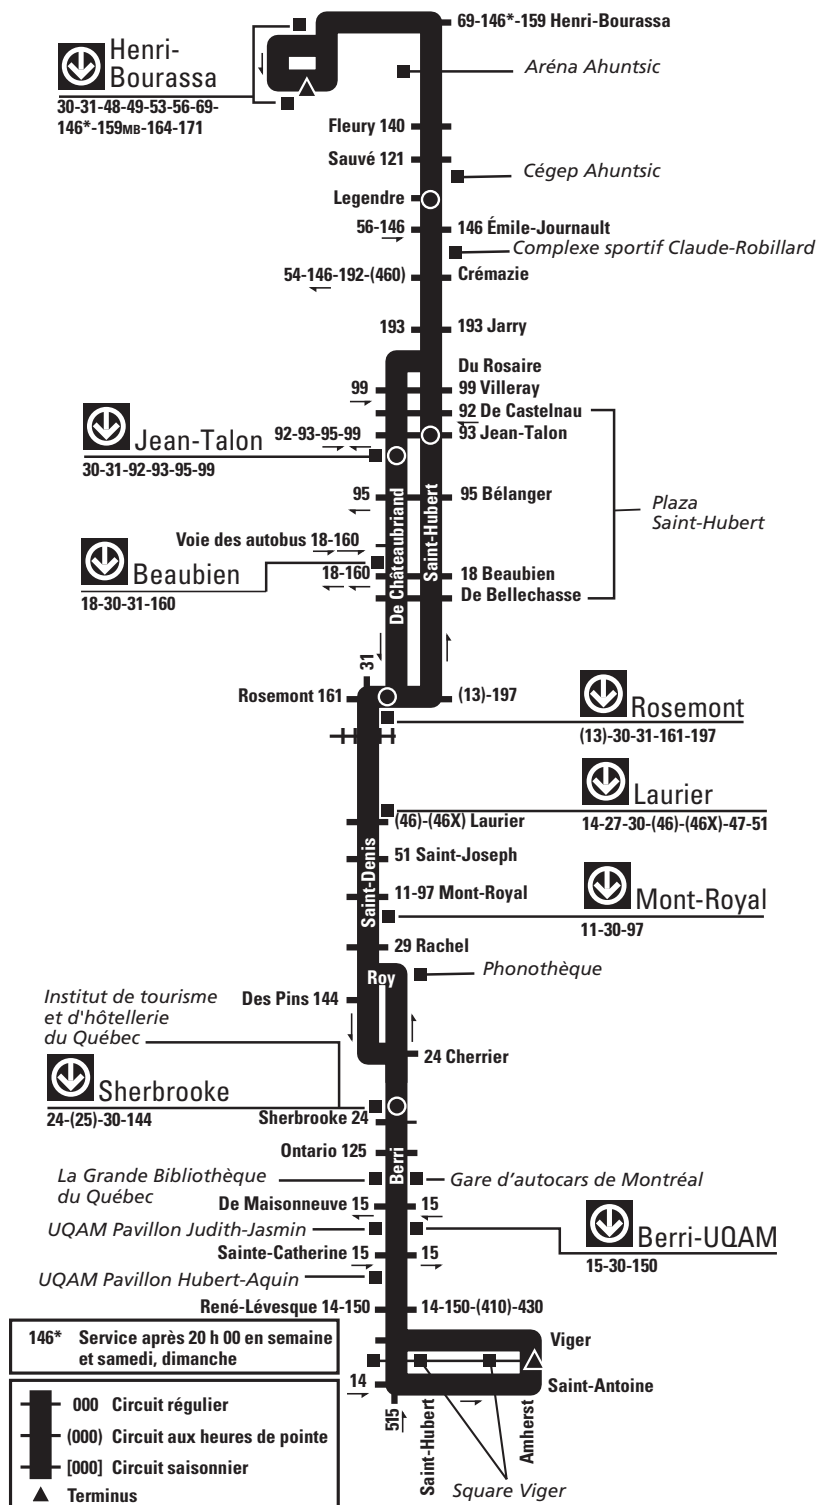 69-146*-159 Henri-Bourassa
Henri-
Bourassa
30-31-48-49-53-56-69-
146*-159MB-164-171
Aréna Ahuntsic
Fleury 140
Sauvé 121
Cégep Ahuntsic
Legendre
56-146
146 Émile-Journault
Complexe sportif Claude-Robillard
54-146-192-(460)
Crémazie
193
193 Jarry
Du Rosaire
99
99 Villeray
92 De Castelnau
Jean-Talon
92-93-95-99
93 Jean-Talon
30-31-92-93-95-99
De Châteaubriand
Saint-Hubert
95
95 Bélanger
Plaza
Saint-Hubert
Voie des autobus 18-160
Beaubien
18-160
18 Beaubien
18-30-31-160
De Bellechasse
31
Rosemont 161
(13)-197
Rosemont
(13)-30-31-161-197
Laurier
(46)-(46X) Laurier
14-27-30-(46)-(46X)-47-51
Saint-Denis
51 Saint-Joseph
11-97 Mont-Royal
Mont-Royal
11-30-97
29 Rachel
Roy
Phonothèque
Institut de tourisme
et d'hôtellerie
du Québec
Des Pins 144
24 Cherrier
Sherbrooke
24-(25)-30-144
Sherbrooke 24
Ontario 125
Berri
La Grande Bibliothèque
du Québec
Gare d'autocars de Montréal
De Maisonneuve 15
15
UQAM Pavillon Judith-Jasmin
Berri-UQAM
15-30-150
Sainte-Catherine 15
15
UQAM Pavillon Hubert-Aquin
René-Lévesque 14-150
14-150-(410)-430
146* Service après 20 h 00 en semaine
et samedi, dimanche
Viger
14
Saint-Antoine
515
Saint-Hubert
Amherst
Square Viger
000 Circuit régulier
(000) Circuit aux heures de pointe
[000] Circuit saisonnier
Terminus